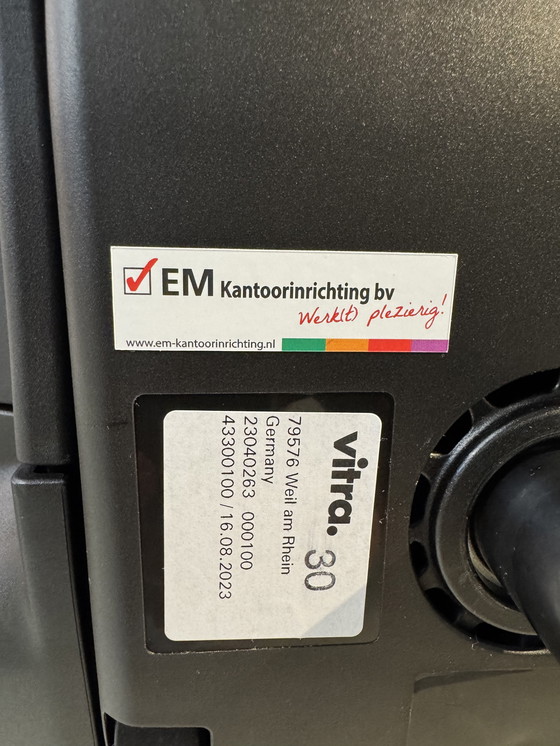 EM Kantoorinrichting bv
Werk(t) plezierig!
www.em-kantoorinrichting.nl
vitra. 30
79576 Weil am Rhein
Germany
23040263 000100
43300100 / 16.08.2023